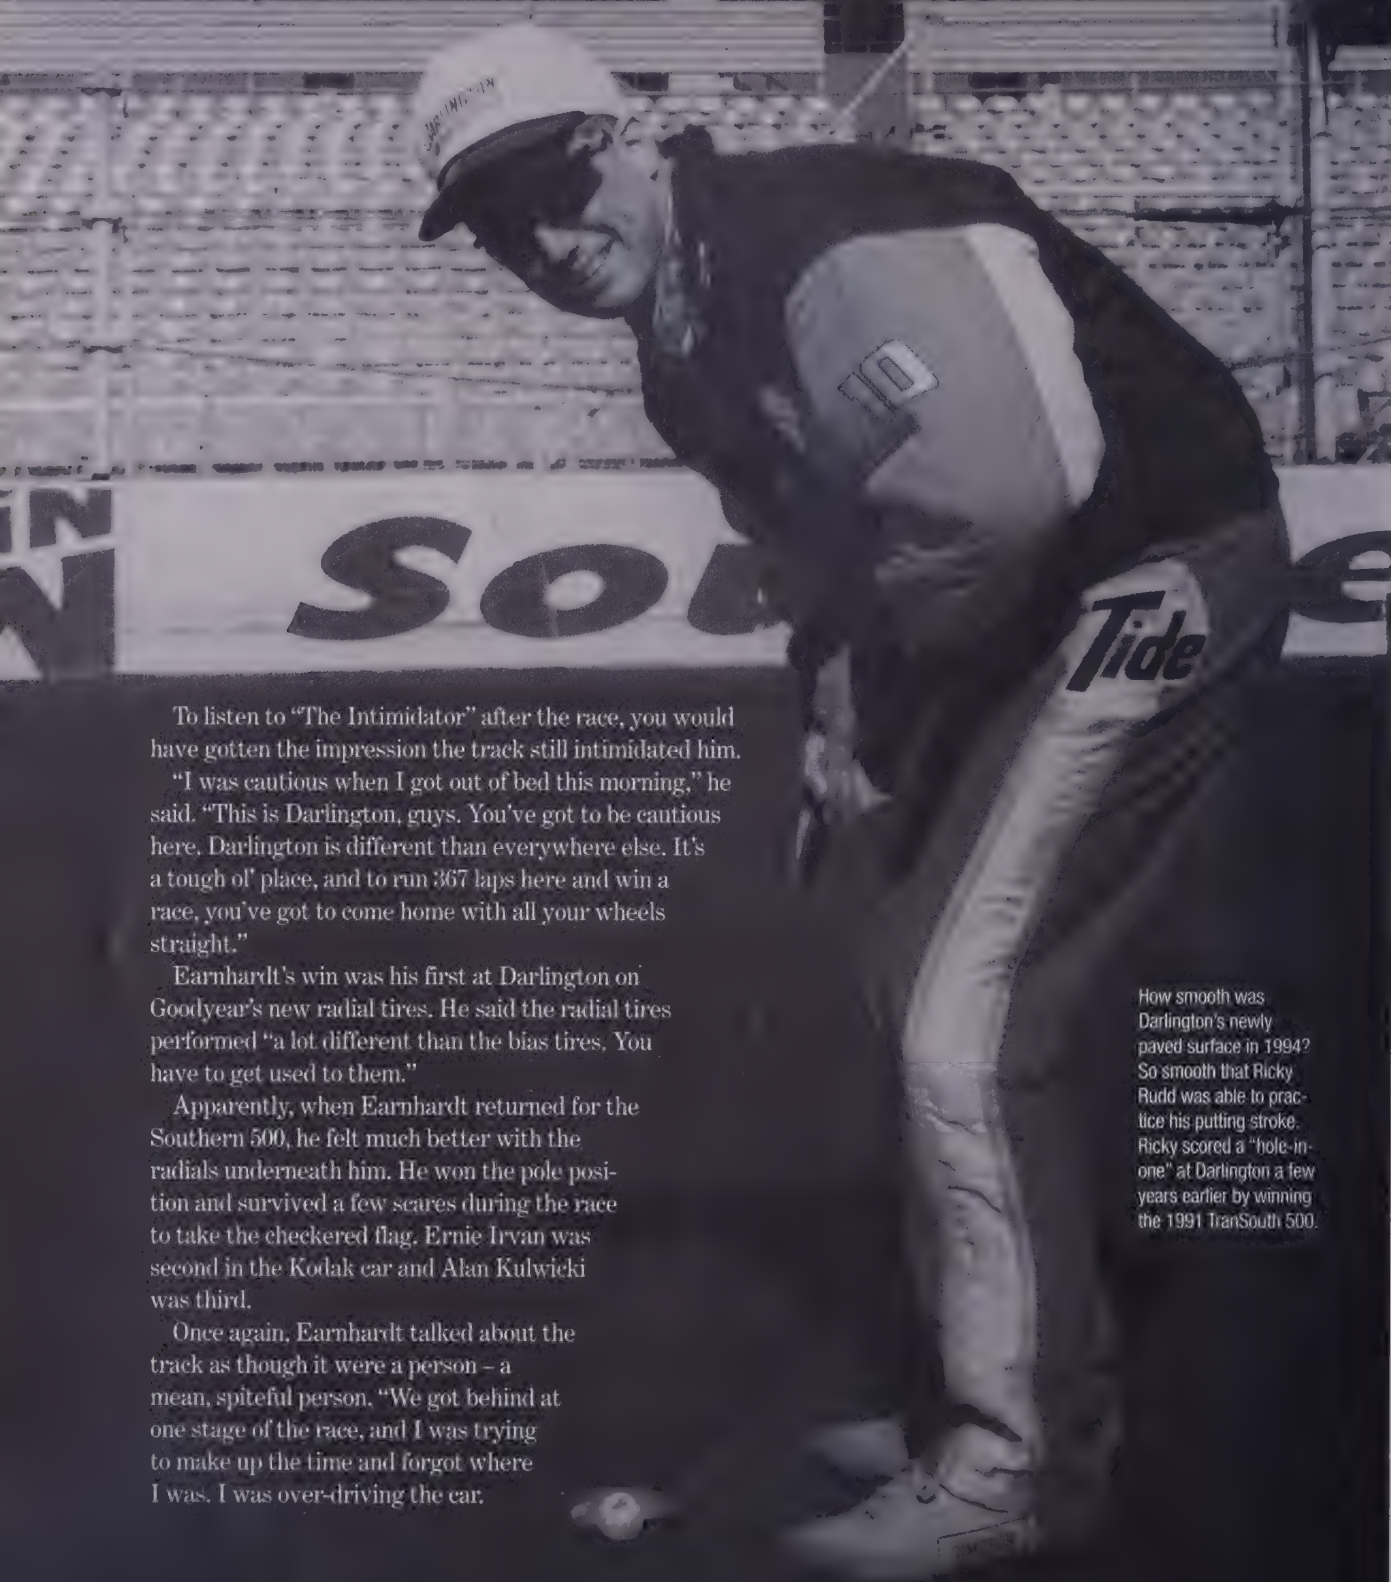 DARLINGTON
10
IN
N
Sou
e
Tide
To listen to “The Intimidator” after the race, you would
have gotten the impression the track still intimidated him.
“I was cautious when I got out of bed this morning,” he
said. “This is Darlington, guys. You’ve got to be cautious
here. Darlington is different than everywhere else. It’s
a tough ol’ place, and to run 367 laps here and win a
race, you’ve got to come home with all your wheels
straight.”
Earnhardt’s win was his first at Darlington on
Goodyear’s new radial tires. He said the radial tires
performed “a lot different than the bias tires. You
have to get used to them.”
Apparently, when Earnhardt returned for the
Southern 500, he felt much better with the
radials underneath him. He won the pole posi-
tion and survived a few scares during the race
to take the checkered flag. Ernie Irvan was
second in the Kodak car and Alan Kulwicki
was third.
Once again, Earnhardt talked about the
track as though it were a person – a
mean, spiteful person. “We got behind at
one stage of the race, and I was trying
to make up the time and forgot where
I was. I was over-driving the car.
How smooth was
Darlington’s newly
paved surface in 1994?
So smooth that Ricky
Rudd was able to prac-
tice his putting stroke.
Ricky scored a “hole-in-
one” at Darlington a few
years earlier by winning
the 1991 TranSouth 500.